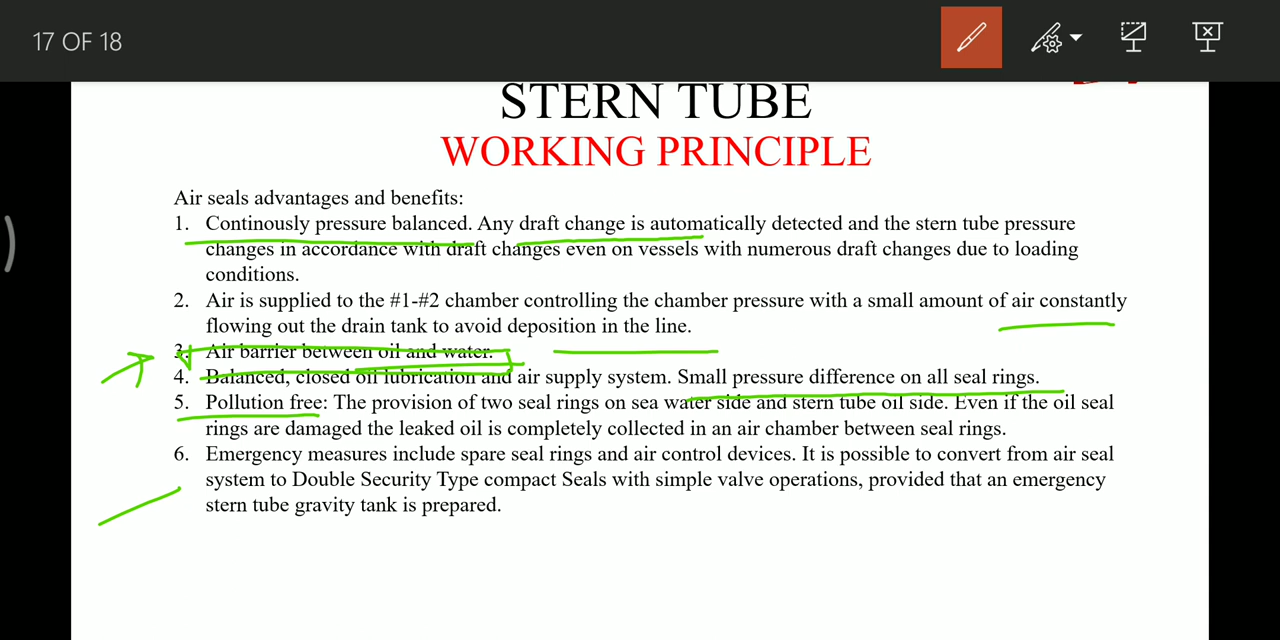 17 OF 18
STERN TUBE
WORKING PRINCIPLE
Air seals advantages and benefits:
1. Continously pressure balanced. Any draft change is automatically detected and the stern tube pressure
changes in accordance with draft changes even on vessels with numerous draft changes due to loading
conditions.
2. Air is supplied to the #1-#2 chamber controlling the chamber pressure with a small amount of air constantly
flowing out the drain tank to avoid deposition in the line.
3. Air barrier between oil and water.
4. Balanced, closed oil lubrication and air supply system. Small pressure difference on all seal rings.
5. Pollution free: The provision of two seal rings on sea water side and stern tube oil side. Even if the oil seal
rings are damaged the leaked oil is completely collected in an air chamber between seal rings.
6. Emergency measures include spare seal rings and air control devices. It is possible to convert from air seal
system to Double Security Type compact Seals with simple valve operations, provided that an emergency
stern tube gravity tank is prepared.